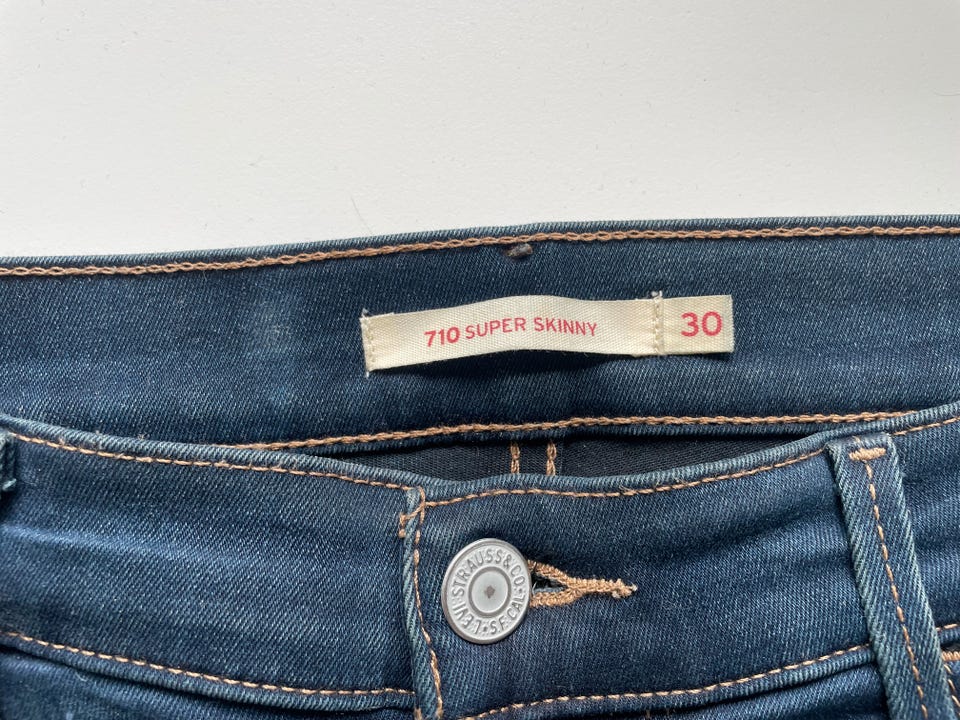 710 SUPER SKINNY 30
LEVI STRAUSS & CO. S.F. CAL